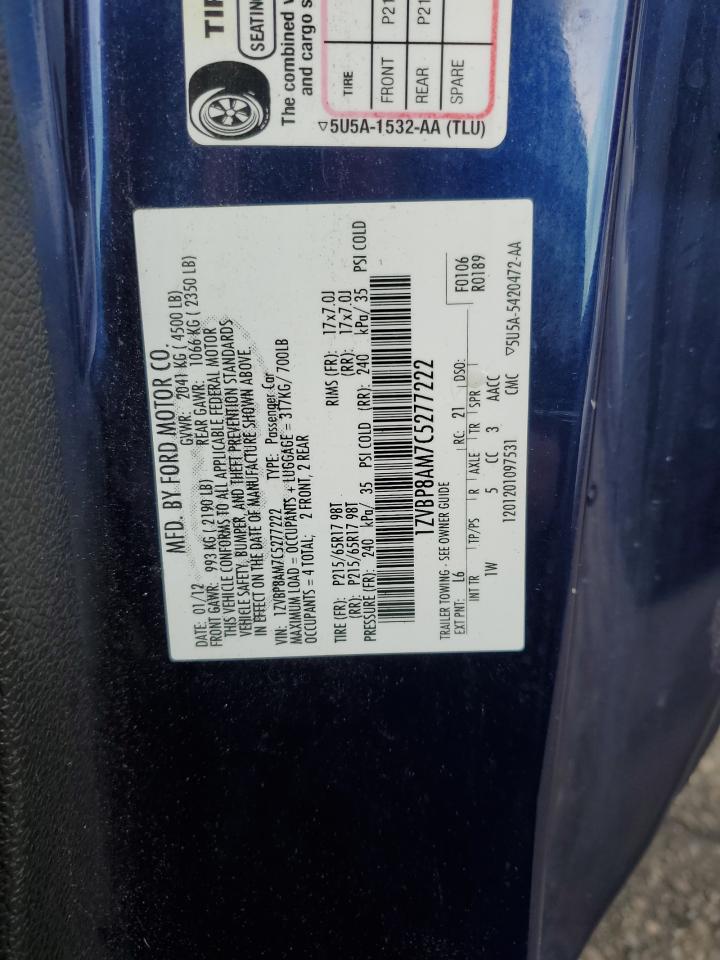 TIR
SEATING
The combined
and cargo
TIRE
FRONT P21
REAR P21
SPARE
▽5U5A-1532-AA (TLU)
MFD. BY FORD MOTOR CO.
DATE: 01/12 GVWR: 2041 KG ( 4500 LB)
FRONT GAWR: 993 KG ( 2190 LB) REAR GAWR: 1066 KG ( 2350 LB)
THIS VEHICLE CONFORMS TO ALL APPLICABLE FEDERAL MOTOR
VEHICLE SAFETY, BUMPER, AND THEFT PREVENTION STANDARDS
IN EFFECT ON THE DATE OF MANUFACTURE SHOWN ABOVE.
VIN: 1ZVBP8AM7C5277222 TYPE: Passenger Car
MAXIMUM LOAD = OCCUPANTS + LUGGAGE = 317KG/ 700LB
OCCUPANTS = 4 TOTAL; 2 FRONT, 2 REAR
TIRE (FR): P215/65R17 98T RIMS (FR): 17x7.0J
(RR): P215/65R17 98T (RR): 17x7.0J
PRESSURE (FR): 240 kPa/ 35 PSI COLD (RR): 240 kPa/ 35 PSI COLD
1ZVBP8AM7C5277222
TRAILER TOWING - SEE OWNER GUIDE F0106
EXT PNT: L6 RC: 21 DSO: R0189
INT TR TP/PS R AXLE TR SPR
1W 5 CC 3 AACC
1201201097531 CMC ▽5U5A-5420472-AA